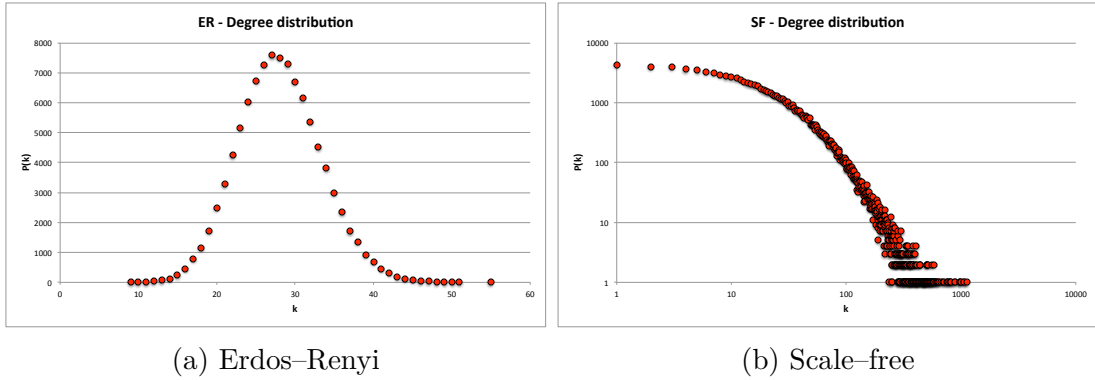 ER - Degree distribution
P(k)
8000
7000
6000
5000
4000
3000
2000
1000
0
0 10 20 30 40 50 60
k
(a) Erdos–Renyi
SF - Degree distribution
P(k)
10000
1000
100
10
1
1 10 100 1000 10000
k
(b) Scale–free